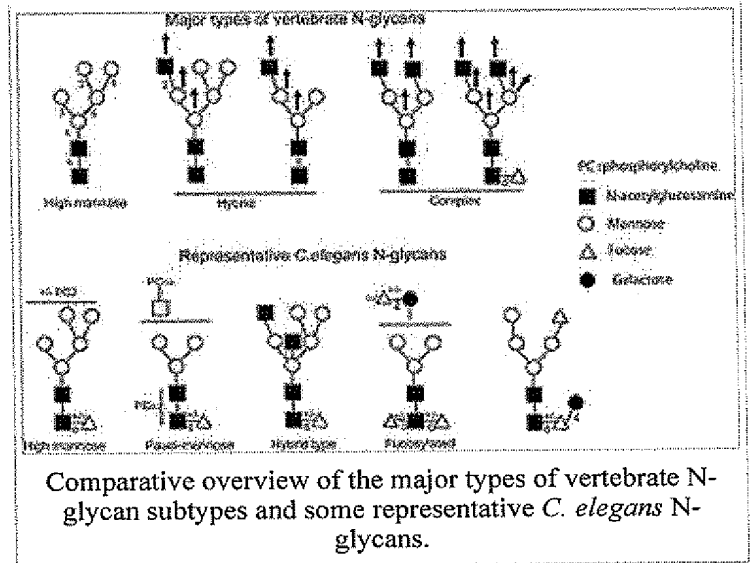 Major types of vertebrate N-glycans
PC:phosphorylcholine
N-acetylglucosamine
Mannose
Fucose
Galactose
High mannose
Hybrid
Complex
Representative C.elegans N-glycans
High mannose
Pauci-mannose
Hybrid type
Fucosylated
Comparative overview of the major types of vertebrate N-
glycan subtypes and some representative C. elegans N-
glycans.